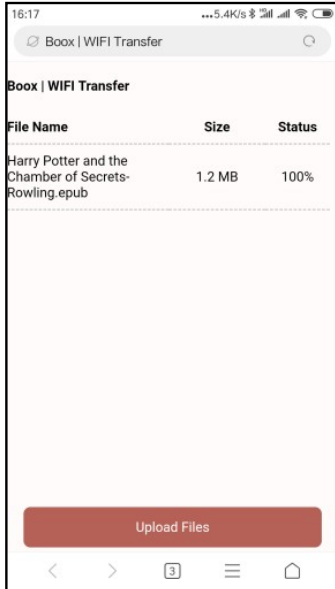 16:17
...5.4K/s
Boox | WIFI Transfer
Boox | WIFI Transfer
File Name Size Status
Harry Potter and the
Chamber of Secrets- 1.2 MB 100%
Rowling.epub
Upload Files
3